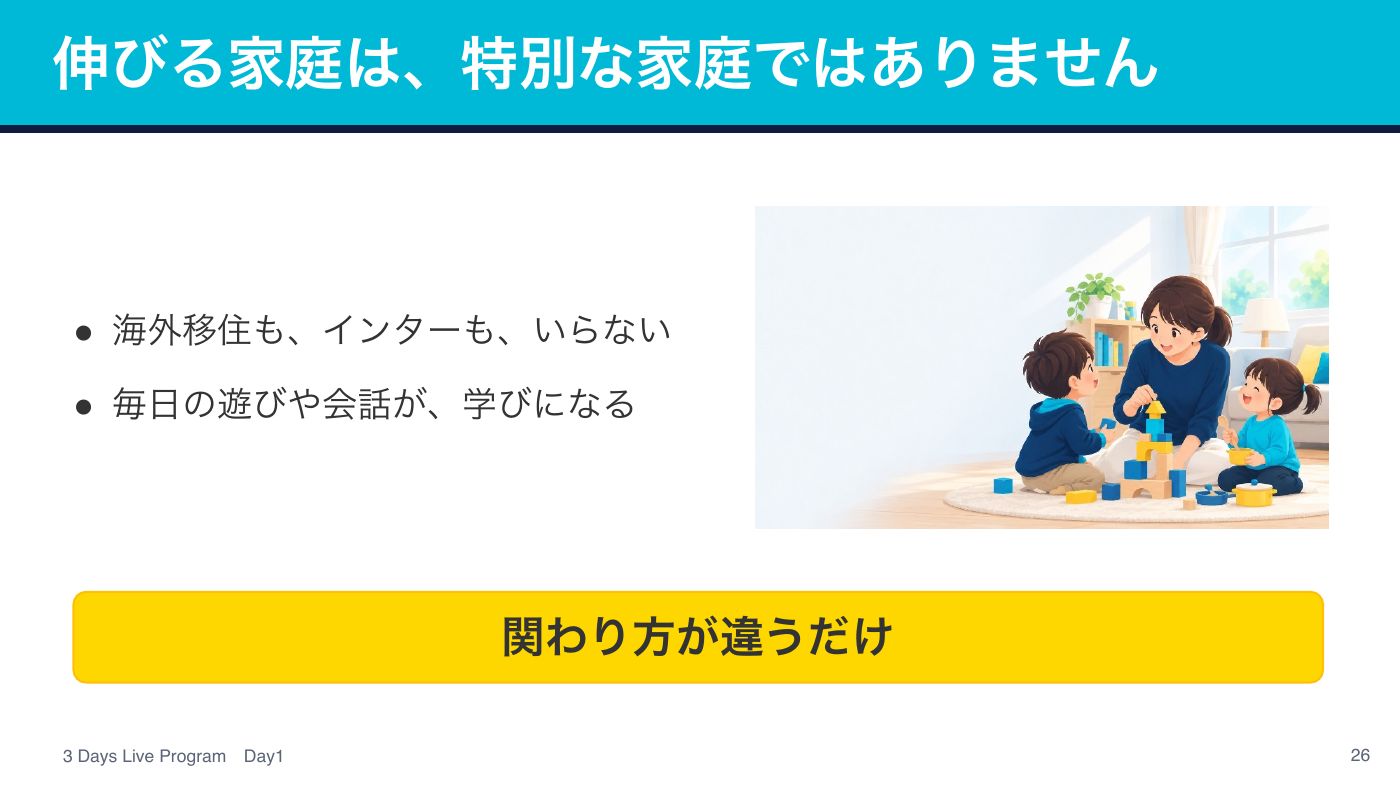 伸びる家庭は、特別な家庭ではありません
● 海外移住も、インターも、いらない
● 毎日の遊びや会話が、学びになる
関わり方が違うだけ
3 Days Live Program　Day1
26